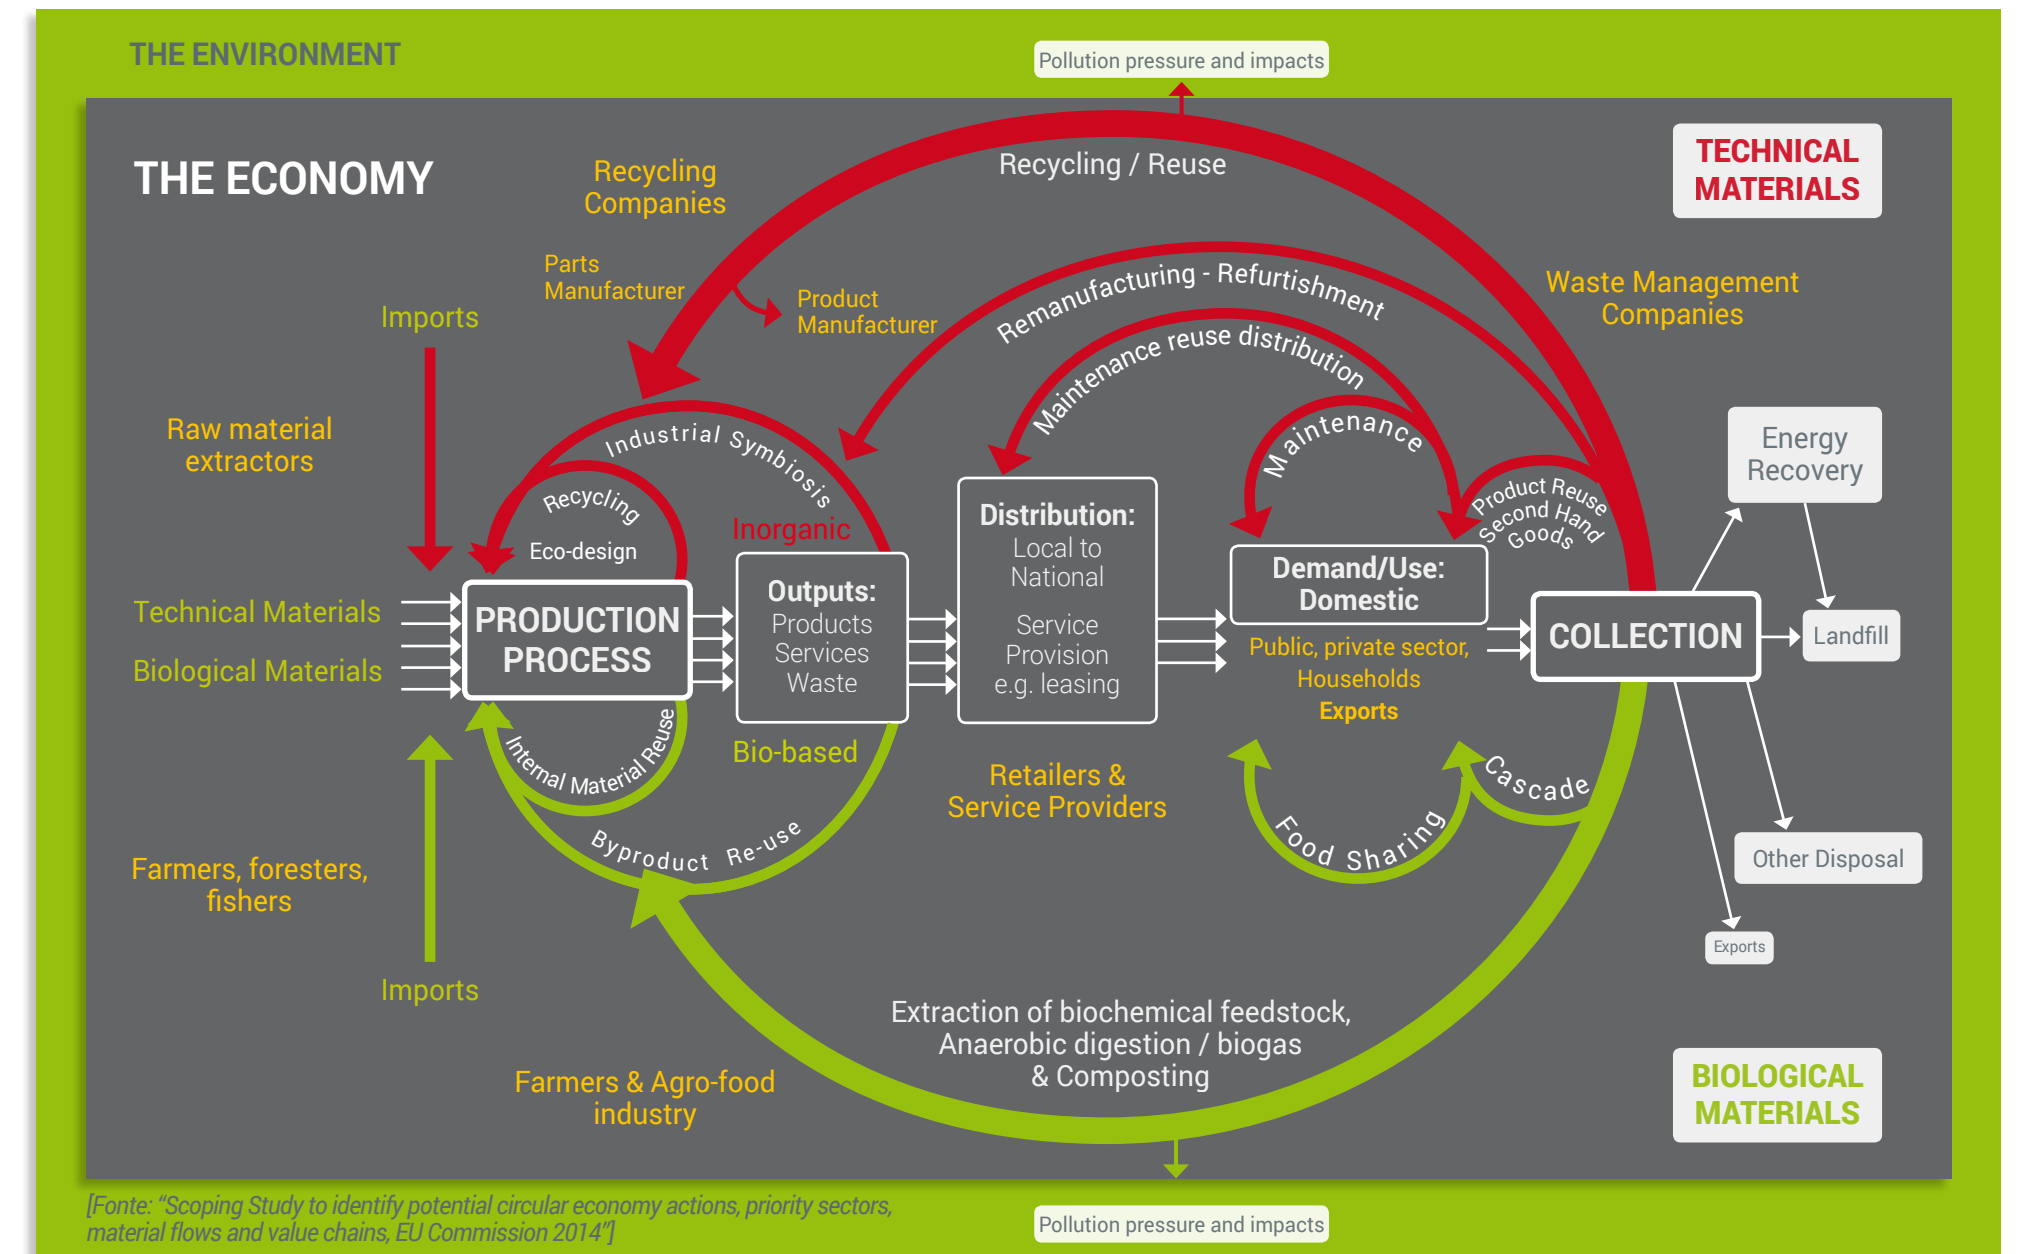 THE ENVIRONMENT
Pollution pressure and impacts
THE ECONOMY
TECHNICAL
MATERIALS
Recycling / Reuse
Recycling
Companies
Parts
Manufacturer
Product
Manufacturer
Remanufacturing - Refurtishment
Waste Management
Companies
Imports
Maintenance reuse distribution
Maintenance
Raw material
extractors
Industrial Symbiosis
Recycling
Eco-design
Inorganic
Energy
Recovery
Product Reuse
Second Hand
Goods
Technical Materials
Biological Materials
PRODUCTION
PROCESS
Outputs:
Products
Services
Waste
Distribution:
Local to
National
Service
Provision
e.g. leasing
Demand/Use:
Domestic
Public, private sector,
Households
Exports
COLLECTION
Landfill
Internal Material Reuse
Bio-based
Byproduct Re-use
Retailers &
Service Providers
Food Sharing
Cascade
Other Disposal
Exports
Farmers, foresters,
fishers
Imports
Extraction of biochemical feedstock,
Anaerobic digestion / biogas
& Composting
Farmers & Agro-food
industry
BIOLOGICAL
MATERIALS
[Fonte: “Scoping Study to identify potential circular economy actions, priority sectors,
material flows and value chains, EU Commission 2014”]
Pollution pressure and impacts